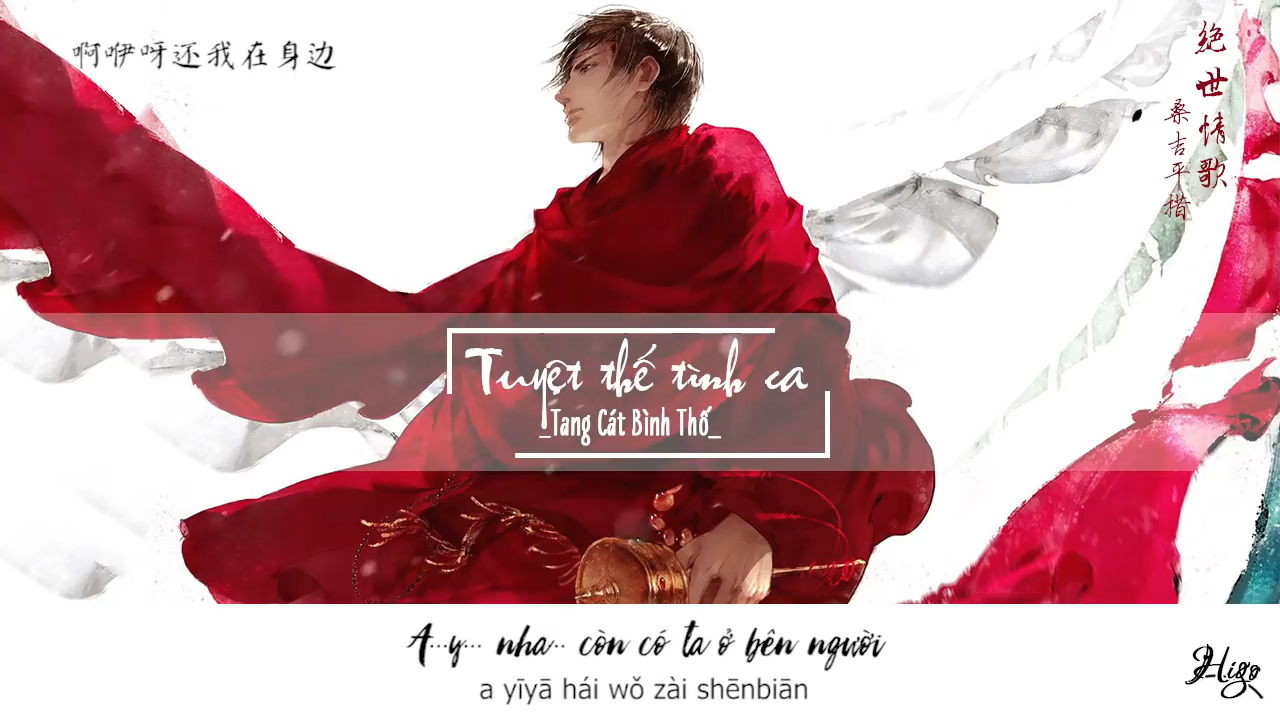 啊咿呀还我在身边
绝世情歌
桑吉平措
Tuyệt thế tình ca
_Tang Cát Bình Thố_
A...y... nha.. còn có ta ở bên người
a yīyā hái wǒ zài shēnbiān
Higo